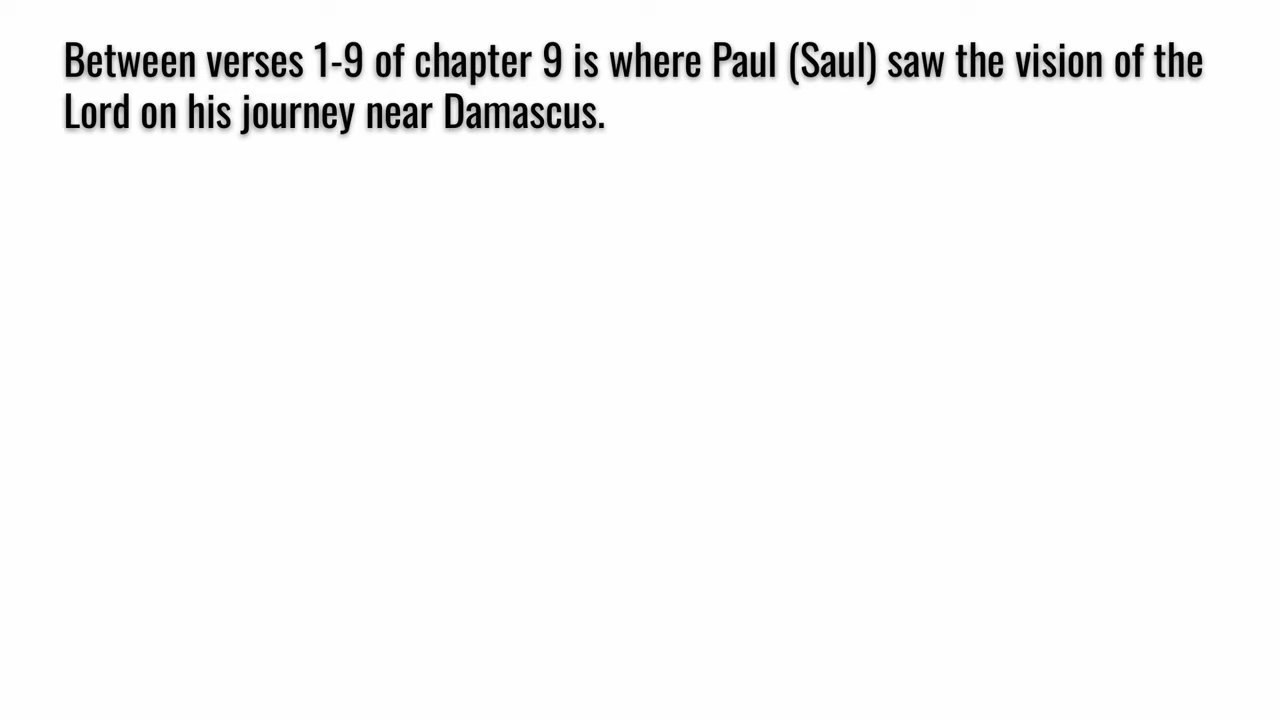 Between verses 1-9 of chapter 9 is where Paul (Saul) saw the vision of the
Lord on his journey near Damascus.